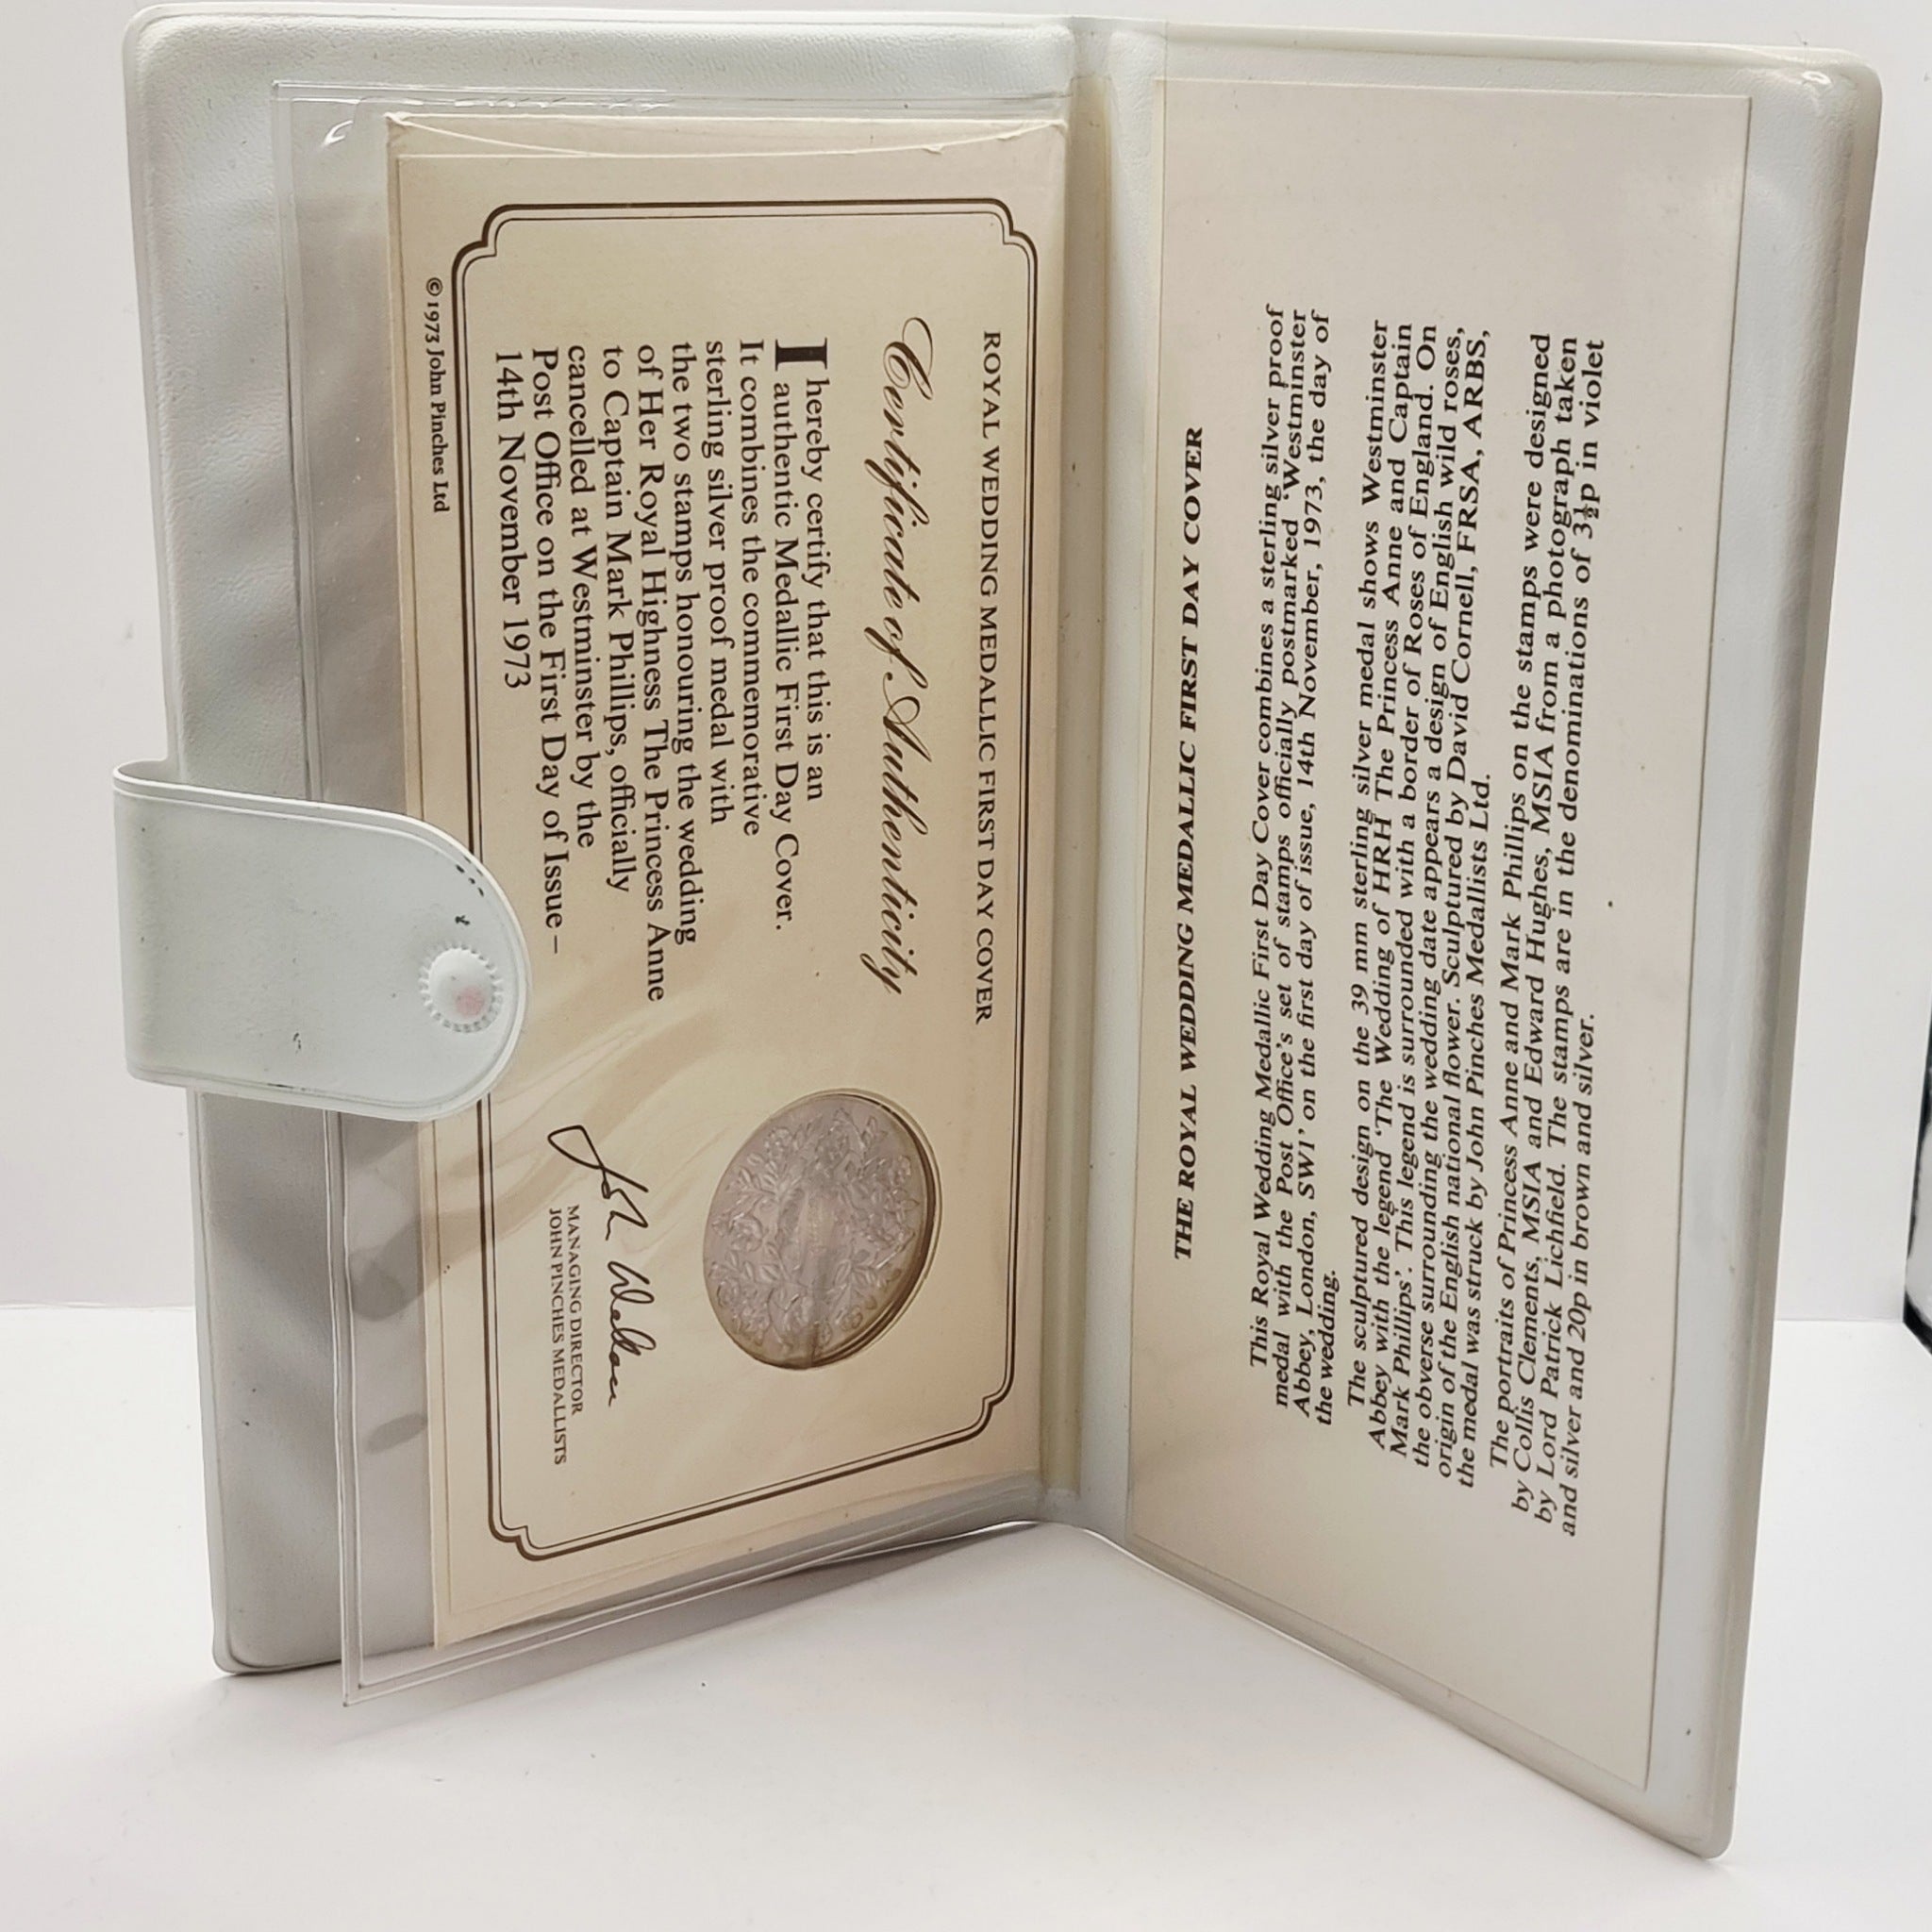 ROYAL WEDDING MEDALLIC FIRST DAY COVER
Certificate of Authenticity
I hereby certify that this is an
authentic Medallic First Day Cover.
It combines the commemorative
sterling silver proof medal with
the two stamps honouring the wedding
of Her Royal Highness The Princess Anne
to Captain Mark Phillips, officially
cancelled at Westminster by the
Post Office on the First Day of Issue –
14th November 1973
MANAGING DIRECTOR
JOHN PINCHES MEDALLISTS
© 1973 John Pinches Ltd
THE ROYAL WEDDING MEDALLIC FIRST DAY COVER
This Royal Wedding Medallic First Day Cover combines a sterling silver proof
medal with the Post Office's set of stamps officially postmarked 'Westminster
Abbey, London, SW1' on the first day of issue, 14th November, 1973, the day of
the wedding.
The sculptured design on the 39 mm sterling silver medal shows Westminster
Abbey with the legend 'The Wedding of HRH The Princess Anne and Captain
Mark Phillips'. This legend is surrounded with a border of Roses of England. On
the obverse surrounding the wedding date appears a design of English wild roses,
origin of the English national flower. Sculptured by David Cornell, FRSA, ARBS,
the medal was struck by John Pinches Medallists Ltd.
The portraits of Princess Anne and Mark Phillips on the stamps were designed
by Collis Clements, MSIA and Edward Hughes, MSIA from a photograph taken
by Lord Patrick Lichfield. The stamps are in the denominations of 3½p in violet
and silver and 20p in brown and silver.